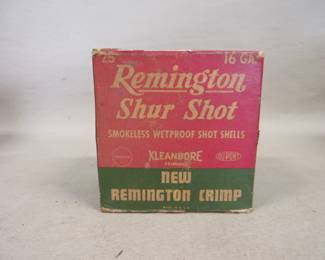 25 16 GA.
Remington
Shur Shot
SMOKELESS WETPROOF SHOT SHELLS
KLEANBORE
DUPONT
NEW
REMINGTON CRIMP